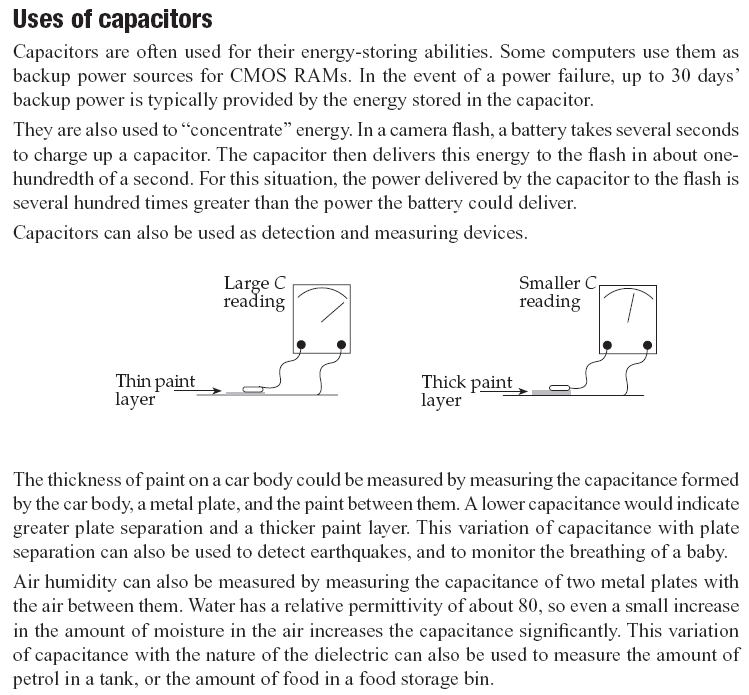 Uses of capacitors
Capacitors are often used for their energy-storing abilities. Some computers use them as
backup power sources for CMOS RAMs. In the event of a power failure, up to 30 days’
backup power is typically provided by the energy stored in the capacitor.
They are also used to “concentrate” energy. In a camera flash, a battery takes several seconds
to charge up a capacitor. The capacitor then delivers this energy to the flash in about one-
hundredth of a second. For this situation, the power delivered by the capacitor to the flash is
several hundred times greater than the power the battery could deliver.
Capacitors can also be used as detection and measuring devices.
Large C
reading
Thin paint
layer
Smaller C
reading
Thick paint
layer
The thickness of paint on a car body could be measured by measuring the capacitance formed
by the car body, a metal plate, and the paint between them. A lower capacitance would indicate
greater plate separation and a thicker paint layer. This variation of capacitance with plate
separation can also be used to detect earthquakes, and to monitor the breathing of a baby.
Air humidity can also be measured by measuring the capacitance of two metal plates with
the air between them. Water has a relative permittivity of about 80, so even a small increase
in the amount of moisture in the air increases the capacitance significantly. This variation
of capacitance with the nature of the dielectric can also be used to measure the amount of
petrol in a tank, or the amount of food in a food storage bin.